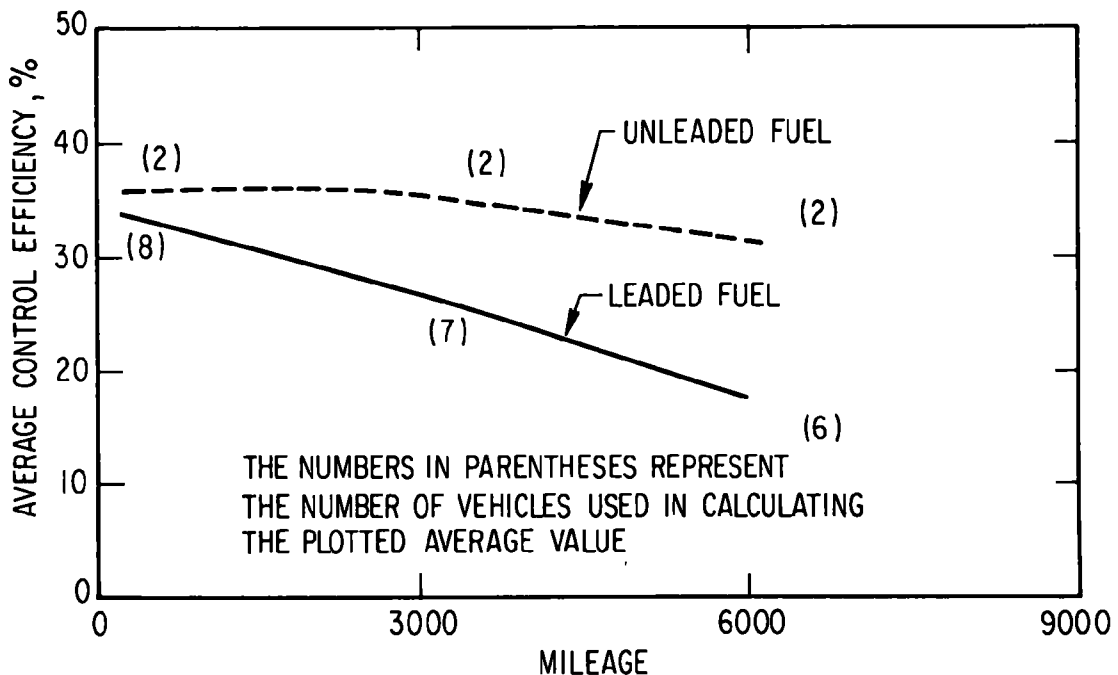 AVERAGE CONTROL EFFICIENCY, %
50
40
30
20
10
0
(2)
(2)
UNLEADED FUEL
(2)
(8)
LEADED FUEL
(7)
(6)
THE NUMBERS IN PARENTHESES REPRESENT
THE NUMBER OF VEHICLES USED IN CALCULATING
THE PLOTTED AVERAGE VALUE
0
3000
6000
9000
MILEAGE